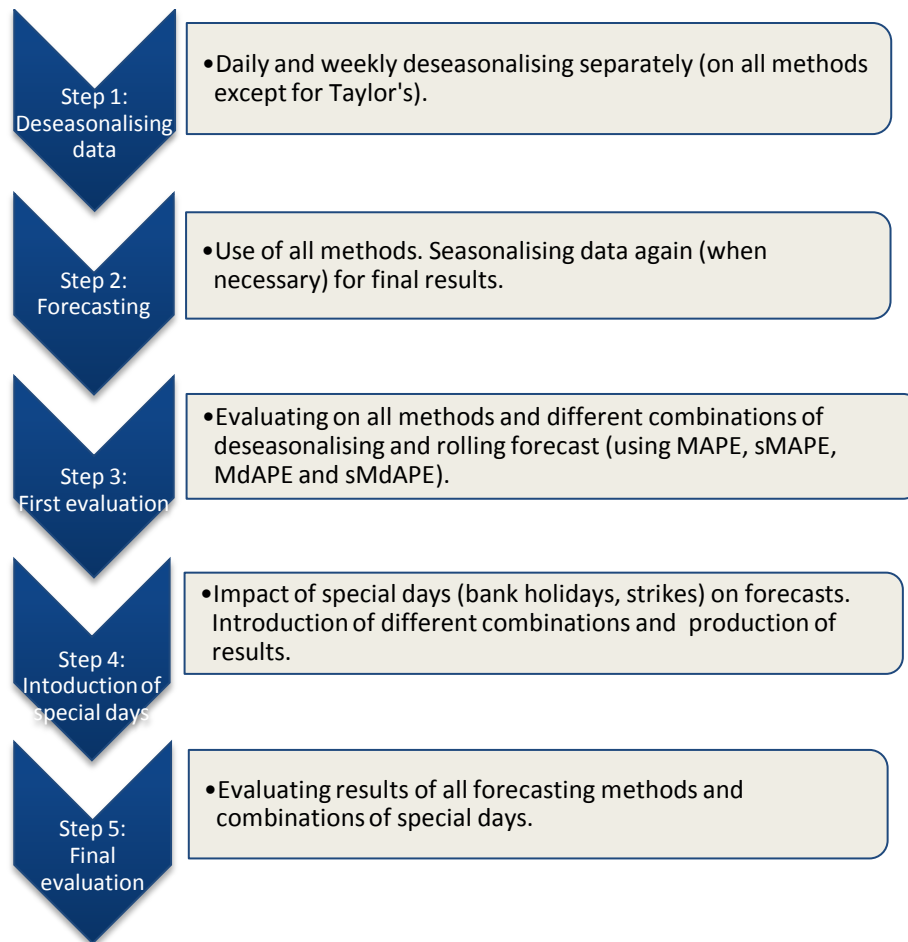 Step 1:
Deseasonalising
data
•Daily and weekly deseasonalising separately (on all methods
except for Taylor's).
Step 2:
Forecasting
•Use of all methods. Seasonalising data again (when
necessary) for final results.
Step 3:
First evaluation
•Evaluating on all methods and different combinations of
deseasonalising and rolling forecast (using MAPE, sMAPE,
MdAPE and sMdAPE).
Step 4:
Intoduction of
special days
•Impact of special days (bank holidays, strikes) on forecasts.
Introduction of different combinations and production of
results.
Step 5:
Final
evaluation
•Evaluating results of all forecasting methods and
combinations of special days.